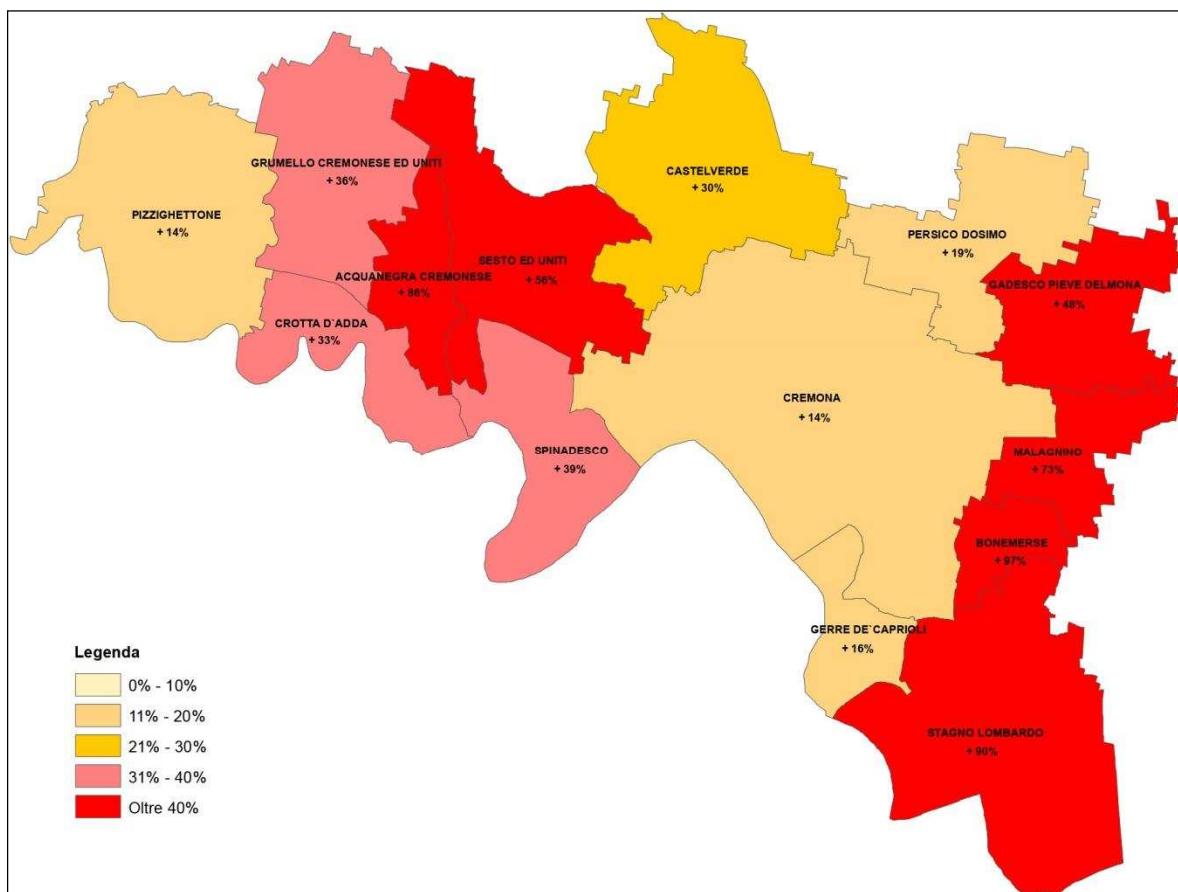 GRUMELLO CREMONESE ED UNITI
+ 36%
CASTELVERDE
+ 30%
PIZZIGHETTONE
+ 14%
PERSICO DOSIMO
+ 19%
SESTO ED UNITI
+ 56%
ACQUANEGRA CREMONESE
+ 86%
GADESCO PIEVE DELMONA
+ 48%
CROTTA D`ADDA
+ 33%
CREMONA
+ 14%
SPINADESCO
+ 39%
MALAGNINO
+ 73%
BONEMERSE
+ 97%
GERRE DE`CAPRIOLI
+ 16%
STAGNO LOMBARDO
+ 90%
Legenda
0% - 10%
11% - 20%
21% - 30%
31% - 40%
Oltre 40%